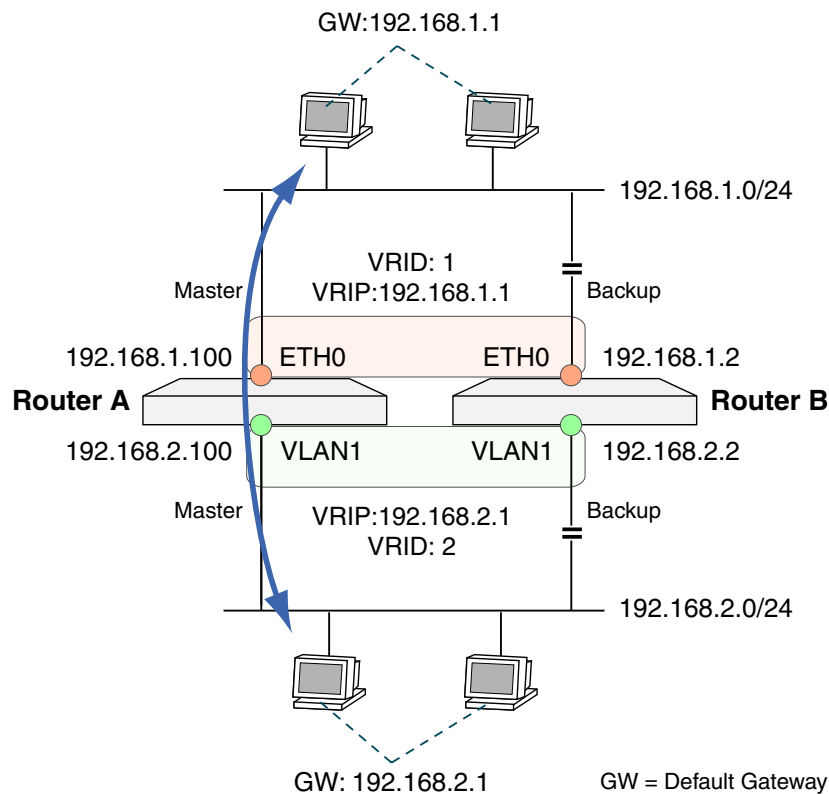 GW:192.168.1.1
192.168.1.0/24
VRID: 1
Master
VRIP:192.168.1.1
Backup
192.168.1.100
ETH0
ETH0
192.168.1.2
Router A
Router B
192.168.2.100
VLAN1
VLAN1
192.168.2.2
Master
VRIP:192.168.2.1
Backup
VRID: 2
192.168.2.0/24
GW: 192.168.2.1
GW = Default Gateway